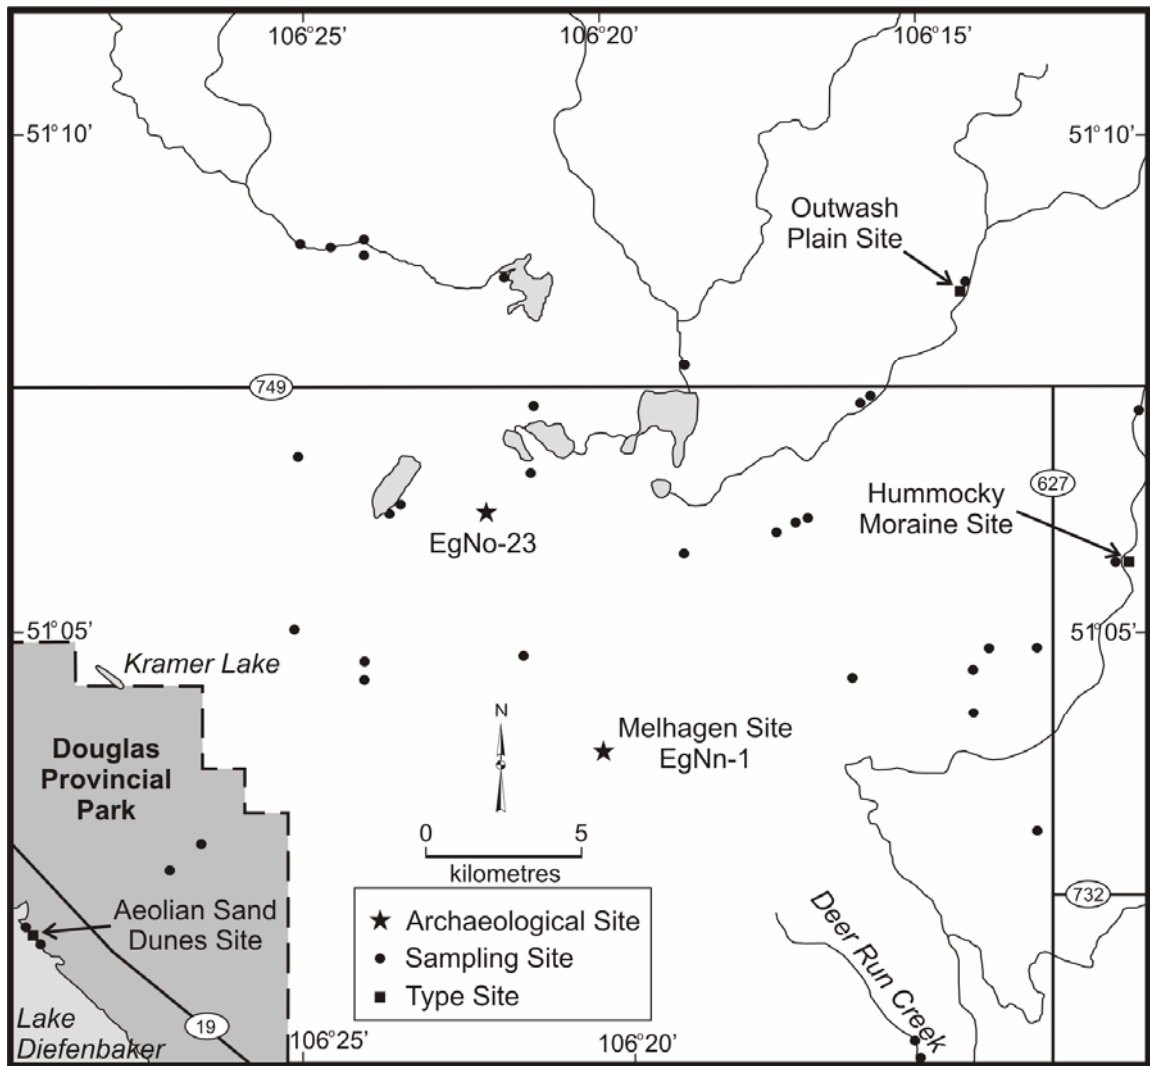 106°25’
106°20’
106°15’
51°10’
51°10’
Outwash
Plain Site
749
627
Hummocky
Moraine Site
EgNo-23
51°05’
51°05’
Kramer Lake
N
Melhagen Site
EgNn-1
Douglas
Provincial
Park
0 5
kilometres
732
Aeolian Sand
Dunes Site
Archaeological Site
Sampling Site
Type Site
Deer Run Creek
19
Lake
Diefenbaker
106°25’
106°20’